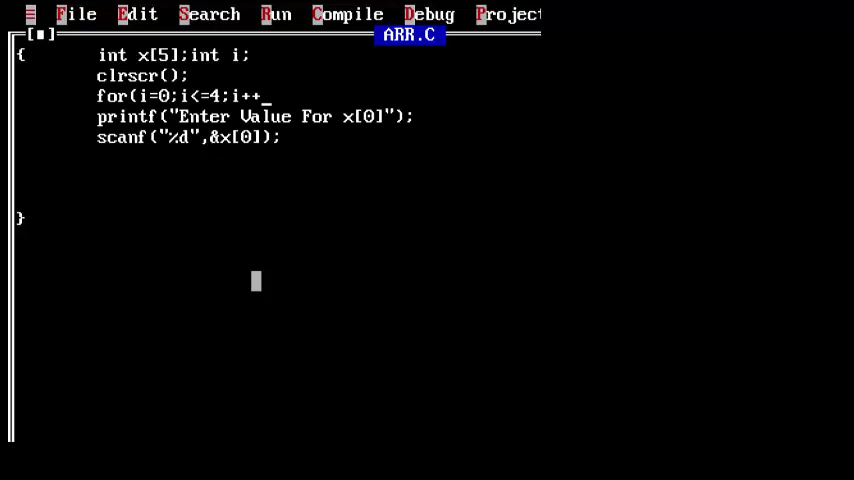 ≡ File Edit Search Run Compile Debug Project
[■] ARR.C
{ int x[5];int i;
clrscr();
for(i=0;i<=4;i++_
printf("Enter Value For x[0]");
scanf("%d",&x[0]);
}